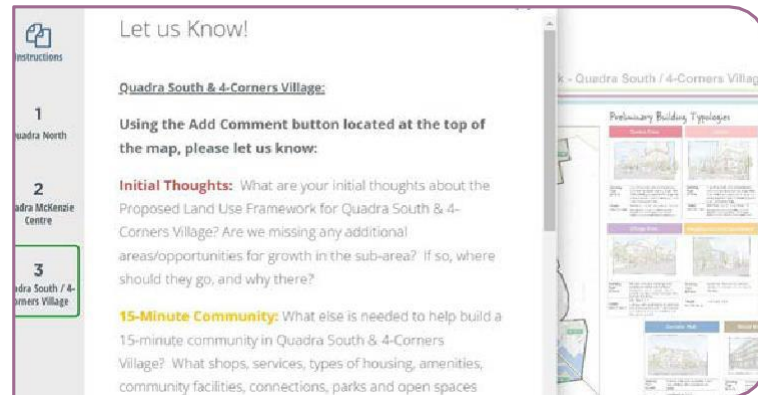 Instructions
1
Quadra North
2
adra McKenzie
Centre
3
dra South / 4-
orners Village
Let us Know!
Quadra South & 4-Corners Village:
Using the Add Comment button located at the top of
the map, please let us know:
Initial Thoughts: What are your initial thoughts about the
Proposed Land Use Framework for Quadra South & 4-
Corners Village? Are we missing any additional
areas/opportunities for growth in the sub-area? If so, where
should they go, and why there?
15-Minute Community: What else is needed to help build a
15-minute community in Quadra South & 4-Corners
Village? What shops, services, types of housing, amenities,
community facilities, connections, parks and open spaces
k - Quadra South / 4-Corners Villag
Preliminary Building Typologies